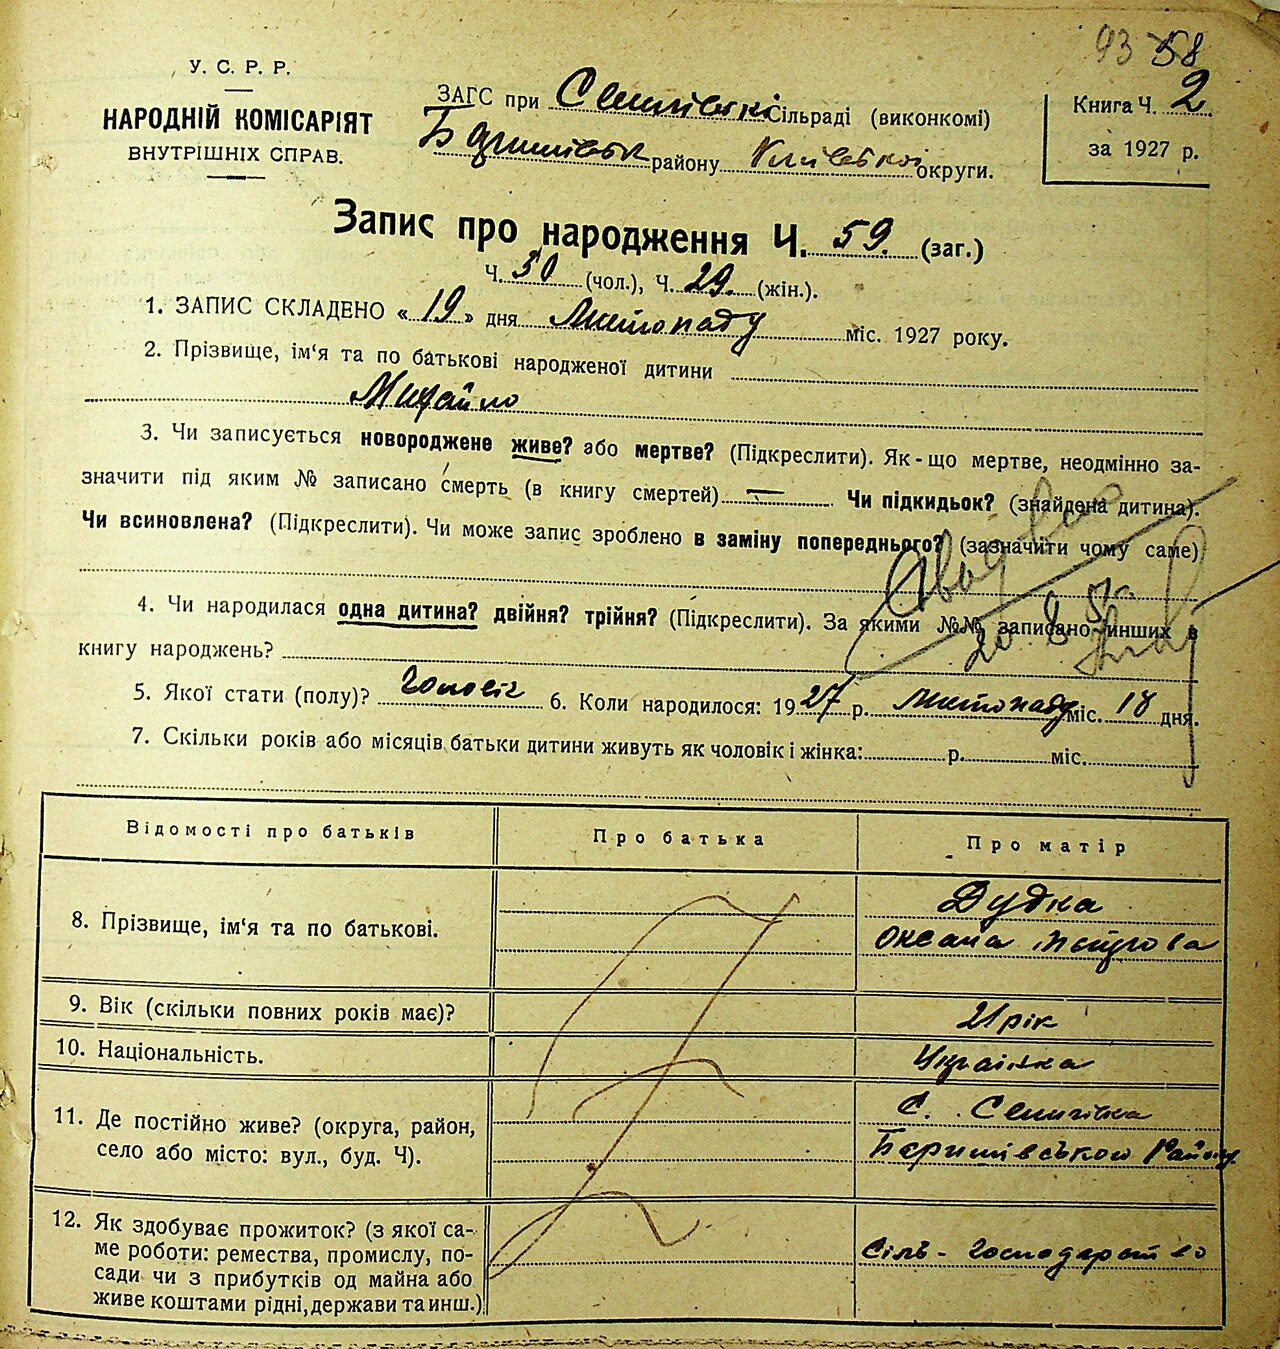 93 58
У. С. Р. Р.
НАРОДНІЙ КОМІСАРІЯТ
ВНУТРІШНІХ СПРАВ.
ЗАГС при Сільраді (виконкомі)
району Київської округи.
Книга Ч. 2
за 1927 р.
Запис про народження Ч. 59. (заг.)
Ч. 30 (чол.), Ч. 29. (жін.).
1. ЗАПИС СКЛАДЕНО «19» дня Листопаду міс. 1927 року.
2. Прізвище, ім'я та по батькові народженої дитини
Михайло
3. Чи записується новороджене живе? або мертве? (Підкреслити). Як-що мертве, неодмінно за-
значити під яким № записано смерть (в книгу смертей) — Чи підкидьок? (знайдена дитина).
Чи всиновлена? (Підкреслити). Чи може запис зроблено в заміну попереднього? (зазначити чому саме)
4. Чи народилася одна дитина? двійня? трійня? (Підкреслити). За якими №№ записано инших в
книгу народжень?
5. Якої стати (полу)? 6. Коли народилося: 1927 р. Листопаду міс. 18 дня.
7. Скільки років або місяців батьки дитини живуть як чоловік і жінка: р. міс.
Відомості про батьків Про батька Про матір
8. Прізвище, ім'я та по батькові.
Дудка
Оксана Петрова
9. Вік (скільки повних років має)? 21 рік
10. Національність. Українка
11. Де постійно живе? (округа, район,
село або місто: вул., буд. Ч).
с.
Баришівського Району
12. Як здобуває прожиток? (з якої са-
ме роботи: ремества, промислу, по-
сади чи з прибутків од майна або
живе коштами рідні, держави та инш.)
Сіль-Господарство